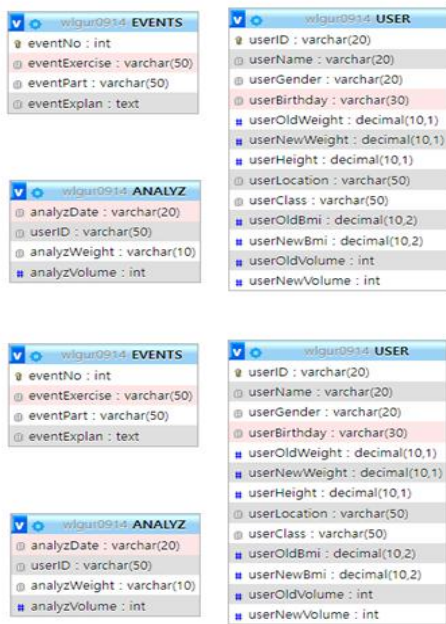 wlgur0914 EVENTS
eventNo : int
eventExercise : varchar(50)
eventPart : varchar(50)
eventExplan : text
wlgur0914 USER
userID : varchar(20)
userName : varchar(20)
userGender : varchar(20)
userBirthday : varchar(30)
userOldWeight : decimal(10,1)
userNewWeight : decimal(10,1)
userHeight : decimal(10,1)
userLocation : varchar(50)
userClass : varchar(50)
userOldBmi : decimal(10,2)
userNewBmi : decimal(10,2)
userOldVolume : int
userNewVolume : int
wlgur0914 ANALYZ
analyzDate : varchar(20)
userID : varchar(50)
analyzWeight : varchar(10)
analyzVolume : int
wlgur0914 EVENTS
eventNo : int
eventExercise : varchar(50)
eventPart : varchar(50)
eventExplan : text
wlgur0914 USER
userID : varchar(20)
userName : varchar(20)
userGender : varchar(20)
userBirthday : varchar(30)
userOldWeight : decimal(10,1)
userNewWeight : decimal(10,1)
userHeight : decimal(10,1)
userLocation : varchar(50)
userClass : varchar(50)
userOldBmi : decimal(10,2)
userNewBmi : decimal(10,2)
userOldVolume : int
userNewVolume : int
wlgur0914 ANALYZ
analyzDate : varchar(20)
userID : varchar(50)
analyzWeight : varchar(10)
analyzVolume : int